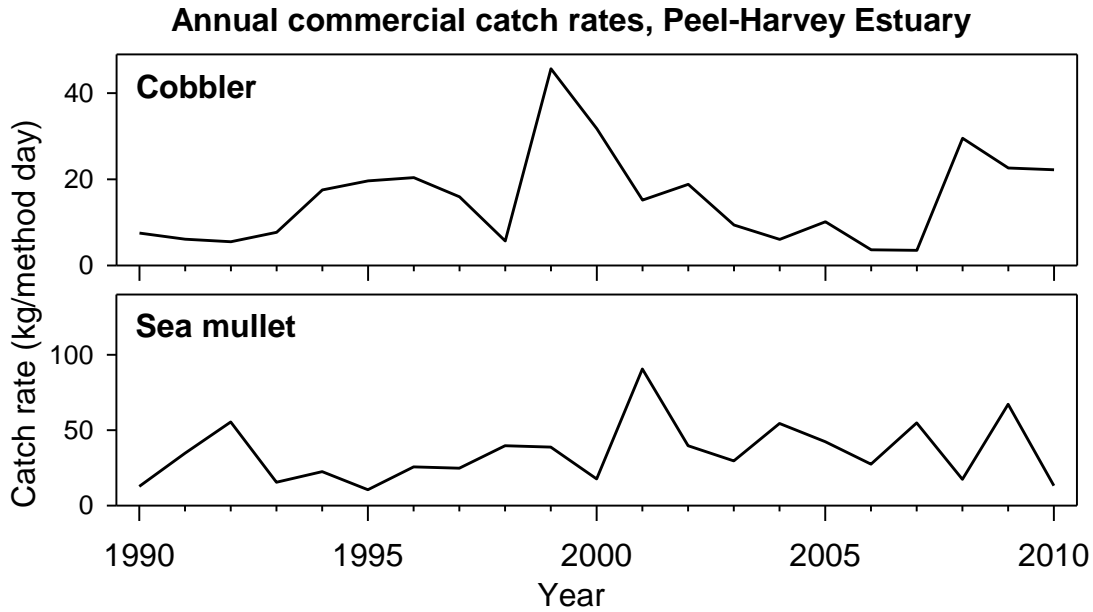 Annual commercial catch rates, Peel-Harvey Estuary
Catch rate (kg/method day)
Cobbler
40
20
0
Sea mullet
100
50
0
1990 1995 2000 2005 2010
Year